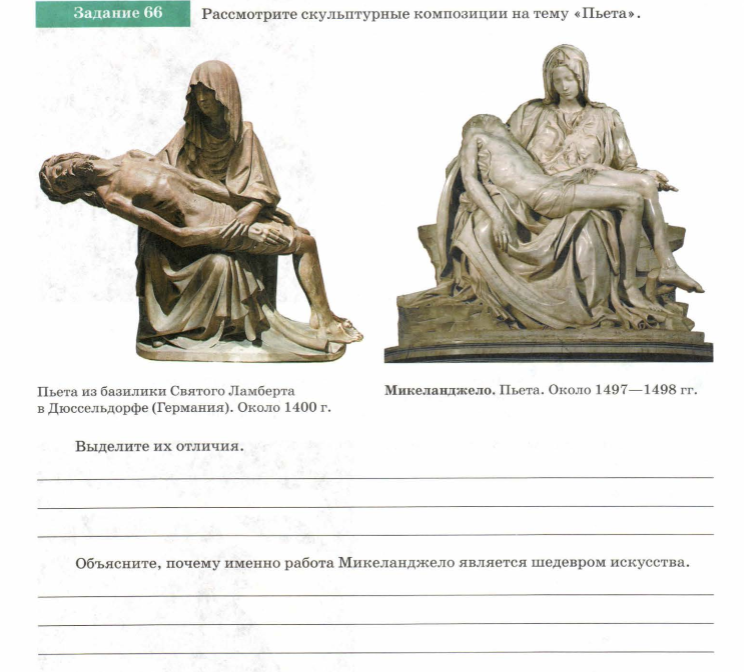 Задание 66
Рассмотрите скульптурные композиции на тему «Пьета».
Пьета из базилики Святого Ламберта
в Дюссельдорфе (Германия). Около 1400 г.
Микеланджело. Пьета. Около 1497—1498 гг.
Выделите их отличия.
Объясните, почему именно работа Микеланджело является шедевром искусства.